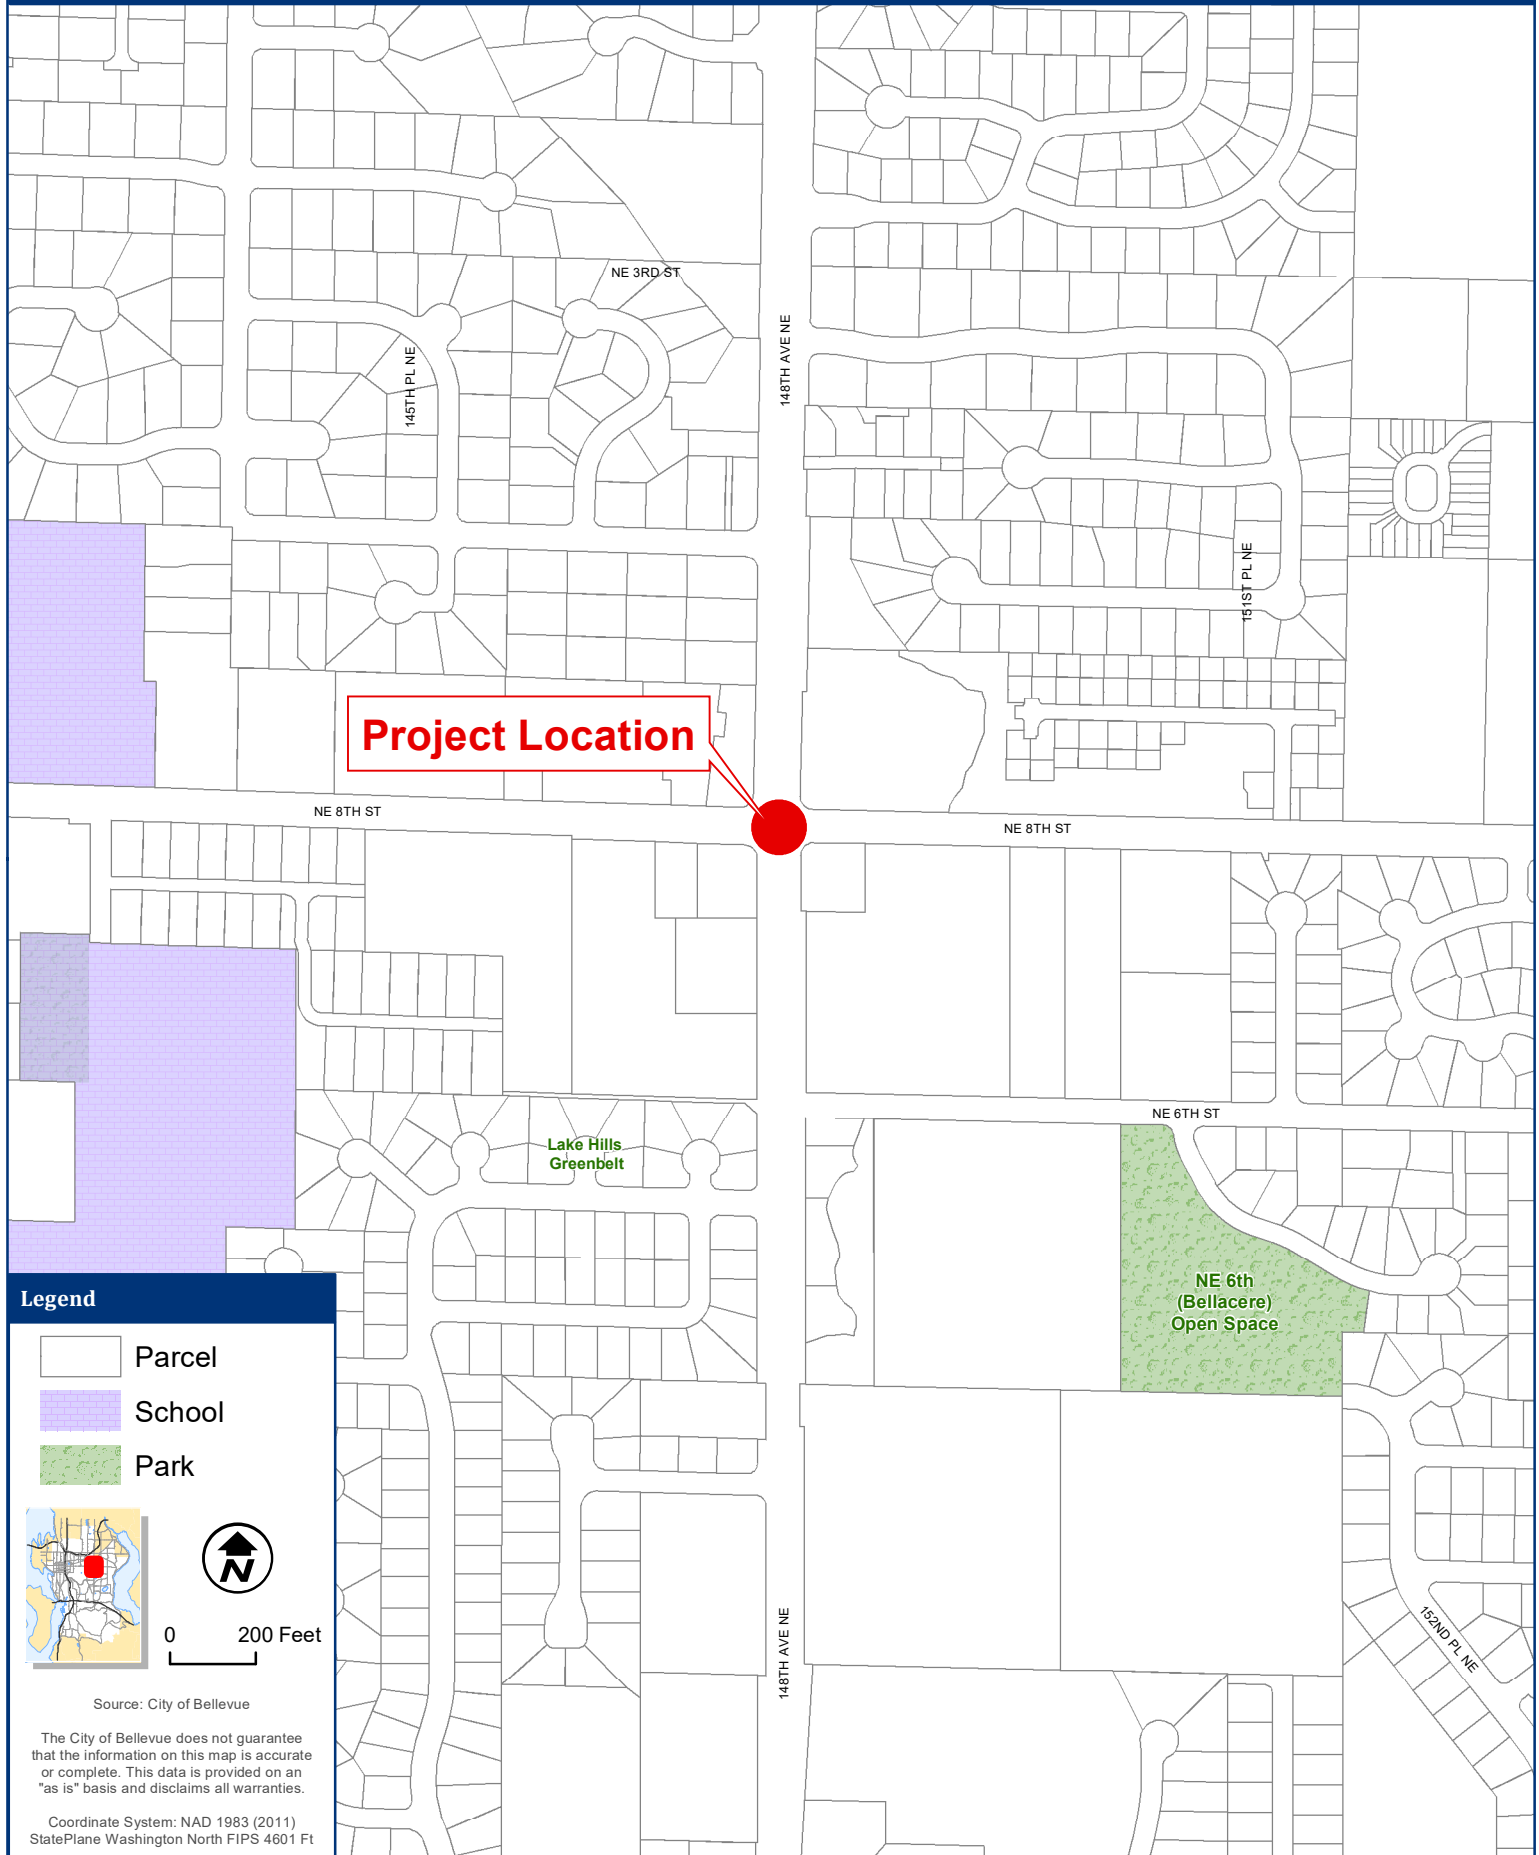 NE 3RD ST
148TH AVE NE
145TH PL NE
151ST PL NE
Project Location
NE 8TH ST
NE 8TH ST
NE 6TH ST
Lake Hills
Greenbelt
NE 6th
(Bellacere)
Open Space
Legend
Parcel
School
Park
N
0 200 Feet
148TH AVE NE
152ND PL NE
Source: City of Bellevue
The City of Bellevue does not guarantee
that the information on this map is accurate
or complete. This data is provided on an
"as is" basis and disclaims all warranties.
Coordinate System: NAD 1983 (2011)
StatePlane Washington North FIPS 4601 Ft